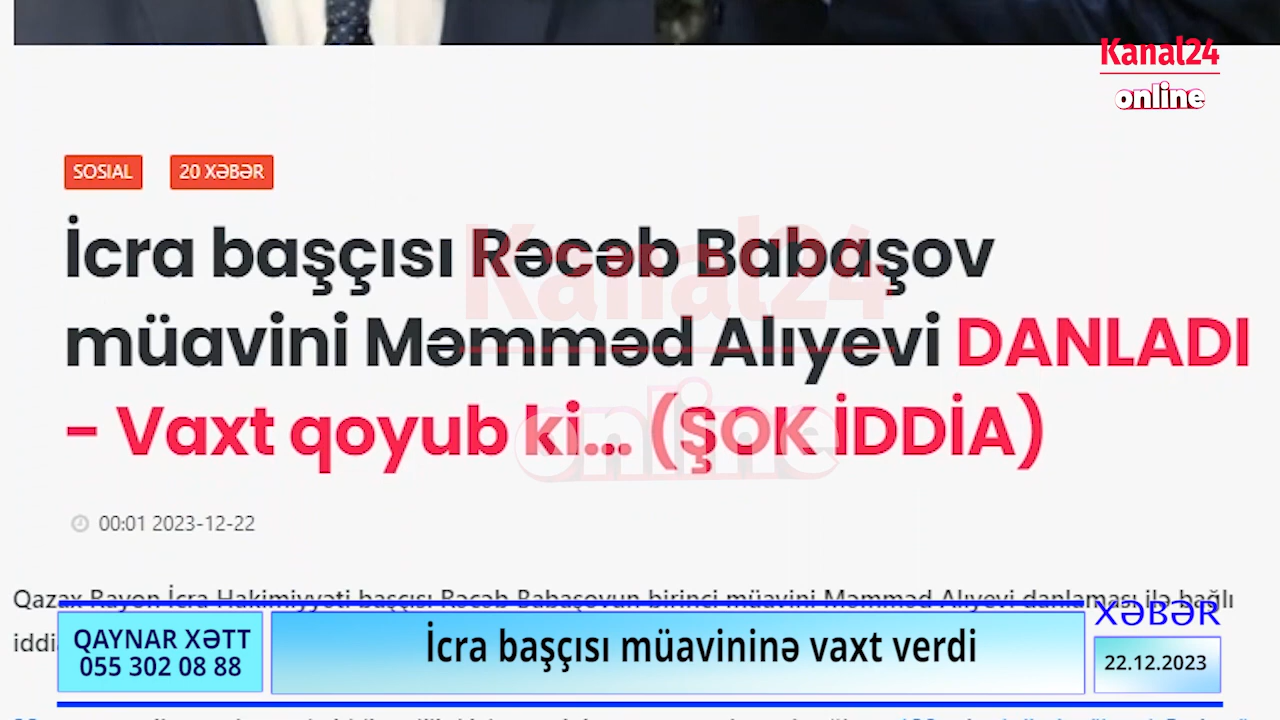 Kanal24
online
SOSIAL 20 XƏBƏR
İcra başçısı Rəcəb Babaşov
müavini Məmməd Alıyevi DANLADI
- Vaxt qoyub ki... (ŞOK İDDİA)
Kanal24
online
00:01 2023-12-22
Qazax Rayon İcra Hakimiyyəti başçısı Rəcəb Babaşovun birinci müavini Məmməd Alıyevi danlaması ilə bağlı
XƏBƏR
QAYNAR XƏTT
055 302 08 88
İcra başçısı müavininə vaxt verdi
22.12.2023